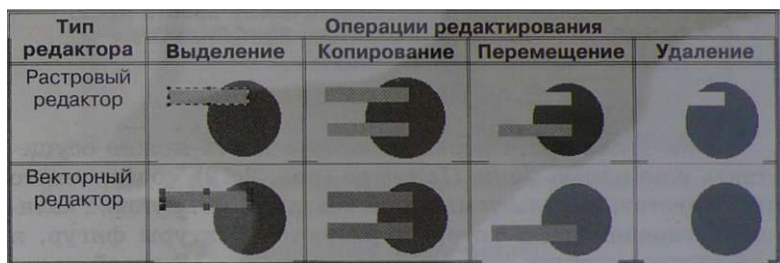 Тип
редактора
Операции редактирования
Выделение Копирование Перемещение Удаление
Растровый
редактор
Векторный
редактор